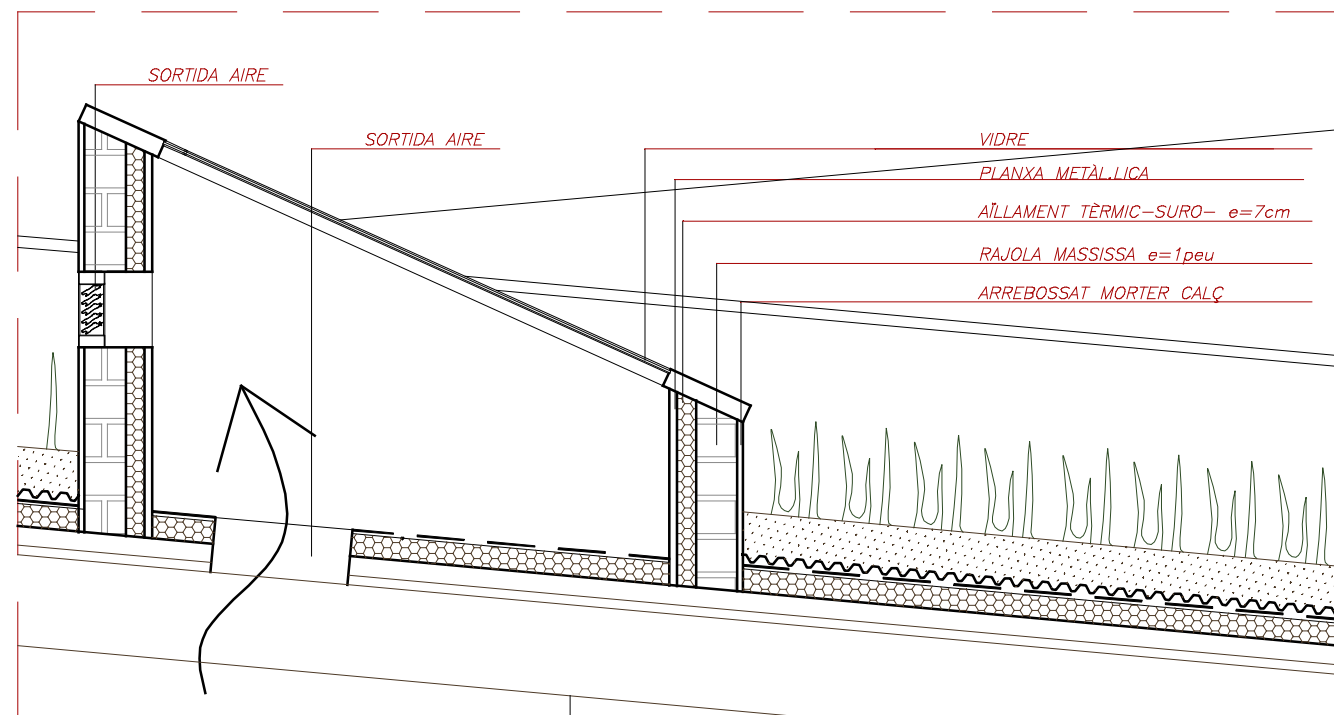 SORTIDA AIRE
SORTIDA AIRE
VIDRE
PLANXA METÀL.LICA
AÏLLAMENT TÈRMIC-SURO- e=7cm
RAJOLA MASSISSA e=1peu
ARREBOSSAT MORTER CALÇ